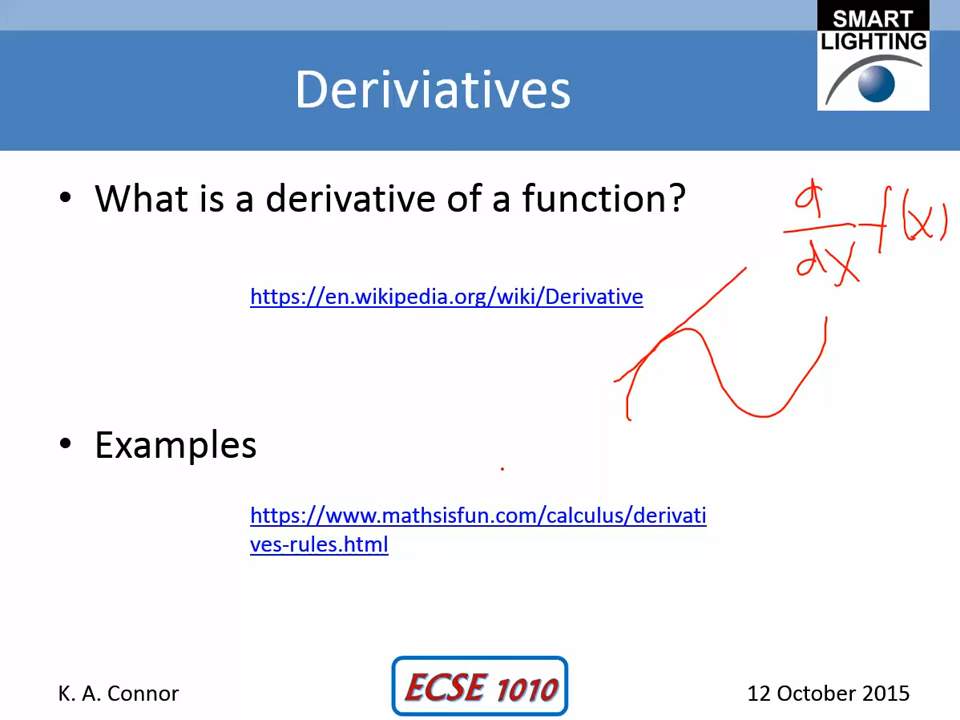 SMART
LIGHTING
Deriviatives
• What is a derivative of a function?
d
dx f(x)
https://en.wikipedia.org/wiki/Derivative
• Examples
https://www.mathsisfun.com/calculus/derivati
ves-rules.html
K. A. Connor
ECSE 1010
12 October 2015